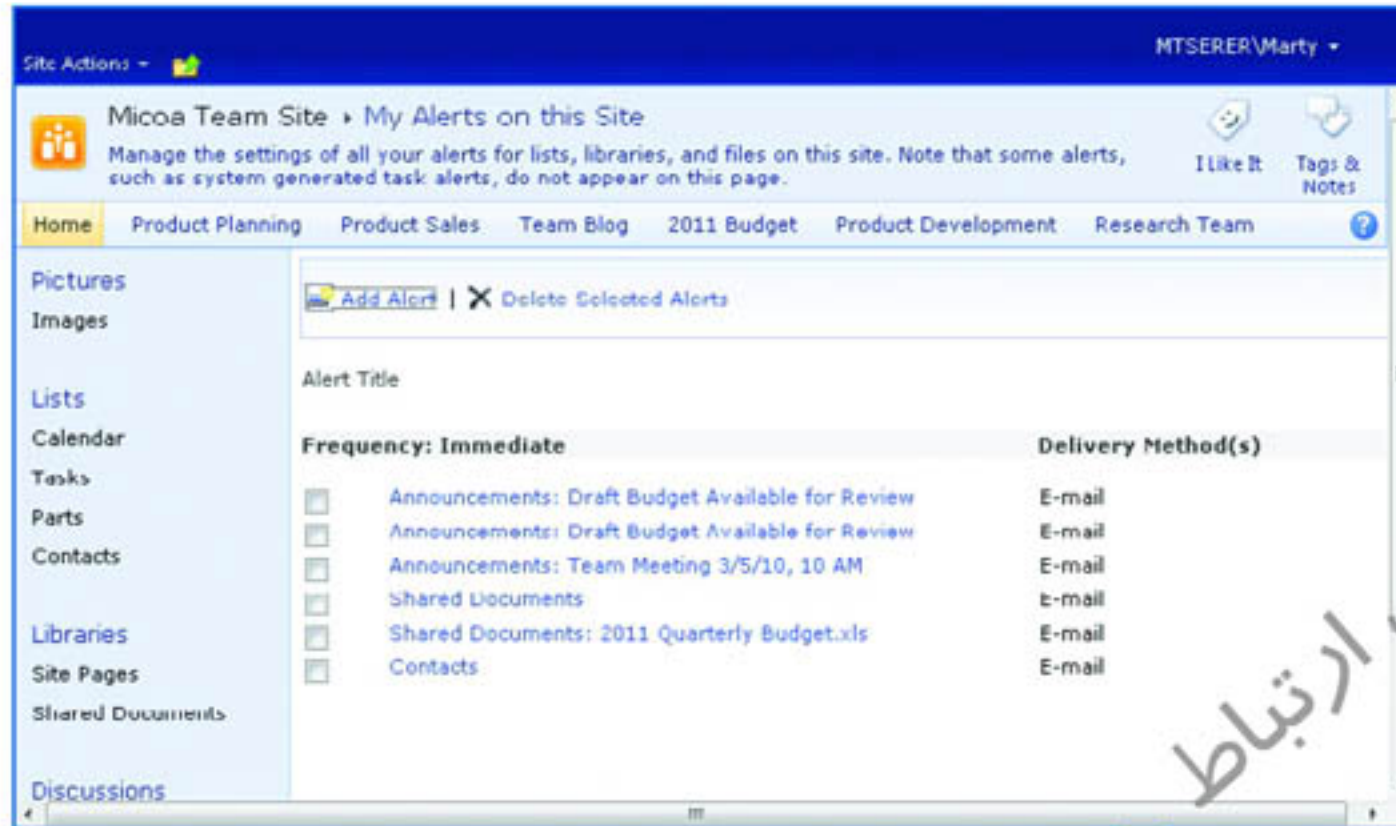 MTSERER\Marty
Site Actions
Micoa Team Site ▸ My Alerts on this Site
Manage the settings of all your alerts for lists, libraries, and files on this site. Note that some alerts,
such as system generated task alerts, do not appear on this page.
I Like It
Tags &
Notes
Home Product Planning Product Sales Team Blog 2011 Budget Product Development Research Team
Pictures
Images
Lists
Calendar
Tasks
Parts
Contacts
Libraries
Site Pages
Shared Documents
Discussions
Add Alert | Delete Selected Alerts
Alert Title
Frequency: Immediate Delivery Method(s)
Announcements: Draft Budget Available for Review E-mail
Announcements: Draft Budget Available for Review E-mail
Announcements: Team Meeting 3/5/10, 10 AM E-mail
Shared Documents E-mail
Shared Documents: 2011 Quarterly Budget.xls E-mail
Contacts E-mail
ارتباط